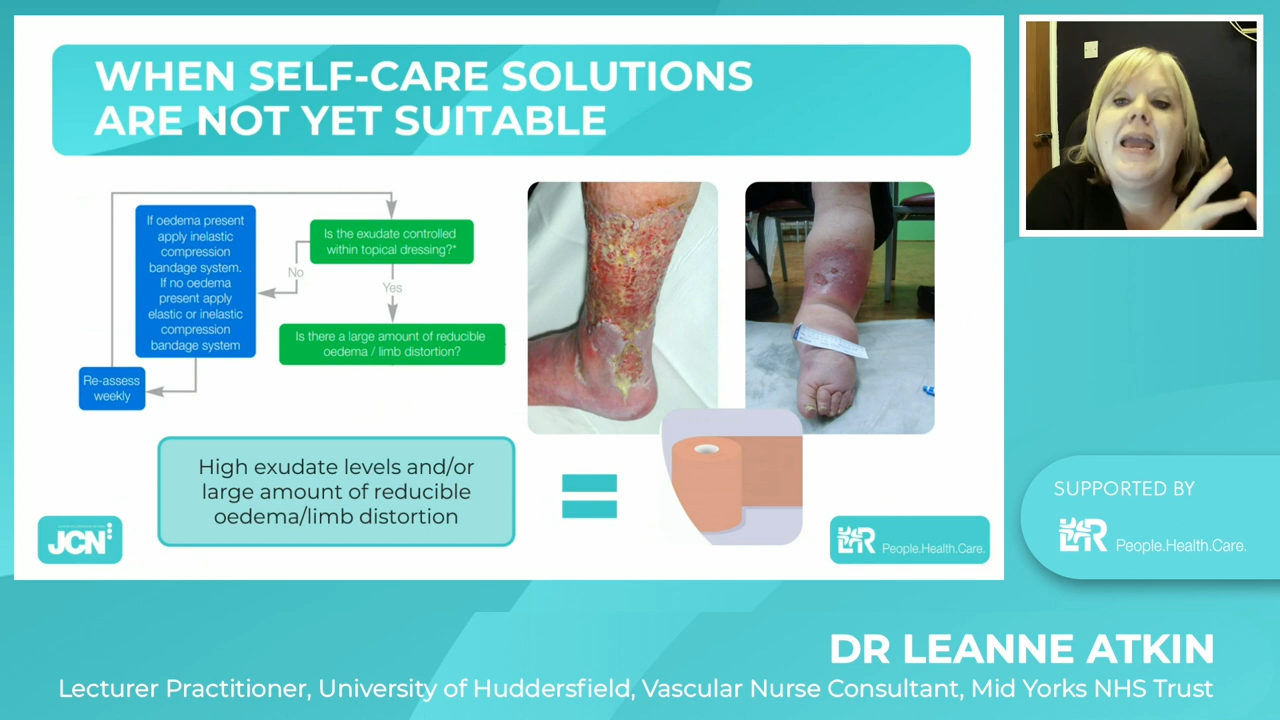 WHEN SELF-CARE SOLUTIONS
ARE NOT YET SUITABLE
If oedema present
apply inelastic
compression
bandage system.
If no oedema
present apply
elastic or inelastic
compression
bandage system
Is the exudate controlled
within topical dressing?*
No
Yes
Is there a large amount of reducible
oedema / limb distortion?
Re-assess
weekly
High exudate levels and/or
large amount of reducible
oedema/limb distortion
JCN
L&R People.Health.Care.
SUPPORTED BY
L&R People.Health.Care.
DR LEANNE ATKIN
Lecturer Practitioner, University of Huddersfield, Vascular Nurse Consultant, Mid Yorks NHS Trust